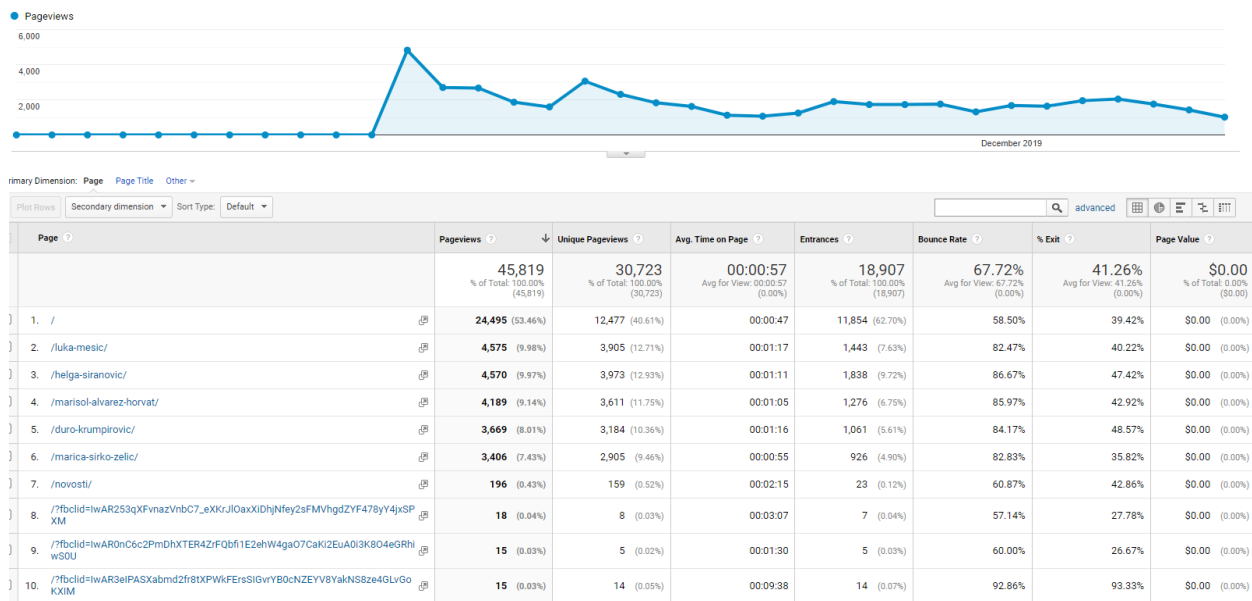 Pageviews
6,000
4,000
2,000
December 2019
rimary Dimension: Page Page Title Other
Plot Rows Secondary dimension Sort Type: Default advanced
Page ? Pageviews ? Unique Pageviews ? Avg. Time on Page ? Entrances ? Bounce Rate ? % Exit ? Page Value ?
45,819 30,723 00:00:57 18,907 67.72% 41.26% $0.00
% of Total: 100.00% % of Total: 100.00% Avg for View: 00:00:57 % of Total: 100.00% Avg for View: 67.72% Avg for View: 41.26% % of Total: 0.00%
(45,819) (30,723) (0.00%) (18,907) (0.00%) (0.00%) ($0.00)
1. / 24,495 (53.46%) 12,477 (40.61%) 00:00:47 11,854 (62.70%) 58.50% 39.42% $0.00 (0.00%)
2. /luka-mesic/ 4,575 (9.98%) 3,905 (12.71%) 00:01:17 1,443 (7.63%) 82.47% 40.22% $0.00 (0.00%)
3. /helga-siranovic/ 4,570 (9.97%) 3,973 (12.93%) 00:01:11 1,838 (9.72%) 86.67% 47.42% $0.00 (0.00%)
4. /marisol-alvarez-horvat/ 4,189 (9.14%) 3,611 (11.75%) 00:01:05 1,276 (6.75%) 85.97% 42.92% $0.00 (0.00%)
5. /duro-krumpirovic/ 3,669 (8.01%) 3,184 (10.36%) 00:01:16 1,061 (5.61%) 84.17% 48.57% $0.00 (0.00%)
6. /marica-sirko-zelic/ 3,406 (7.43%) 2,905 (9.46%) 00:00:55 926 (4.90%) 82.83% 35.82% $0.00 (0.00%)
7. /novosti/ 196 (0.43%) 159 (0.52%) 00:02:15 23 (0.12%) 60.87% 42.86% $0.00 (0.00%)
8. /?fbclid=IwAR253qXFvnazVnbC7_eXKrJlOaxXiDhjNfey2sFMVhgdZYF478yY4jxSP
XM 18 (0.04%) 8 (0.03%) 00:03:07 7 (0.04%) 57.14% 27.78% $0.00 (0.00%)
9. /?fbclid=IwAR0nC6c2PmDhXTER4ZrFQbfi1E2ehW4gaO7CaKi2EuA0i3K8O4eGRhi
wS0U 15 (0.03%) 5 (0.02%) 00:01:30 5 (0.03%) 60.00% 26.67% $0.00 (0.00%)
10. /?fbclid=IwAR3eIPASXabmd2fr8tXPWkFErsSIGvrYB0cNZEYV8YakNS8ze4GLvGo
KXIM 15 (0.03%) 14 (0.05%) 00:09:38 14 (0.07%) 92.86% 93.33% $0.00 (0.00%)